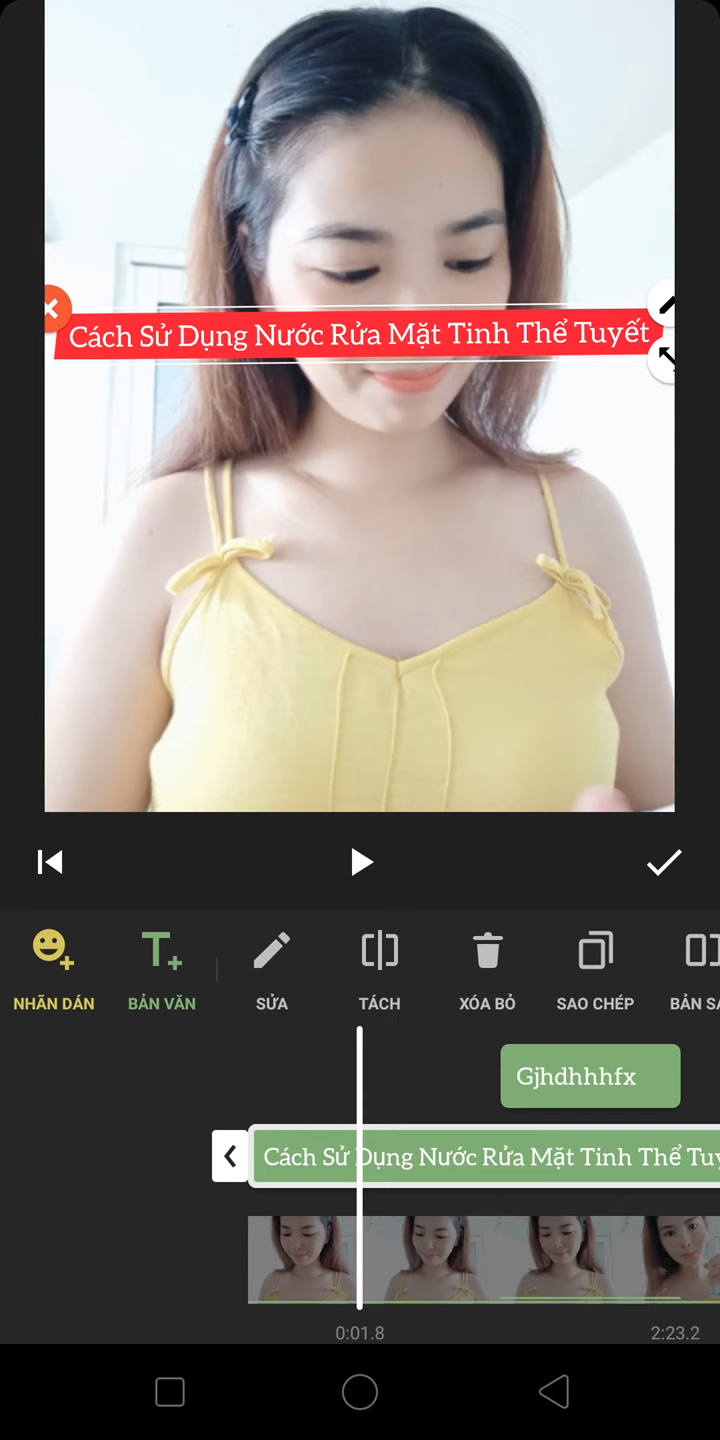 Cách Sử Dụng Nước Rửa Mặt Tinh Thể Tuyết
NHÃN DÁN
BẢN VĂN
SỬA
TÁCH
XÓA BỎ
SAO CHÉP
BẢN
Gjhdhhhfx
Cách Sử Dụng Nước Rửa Mặt Tinh Thể
0:01.8
2:23.2